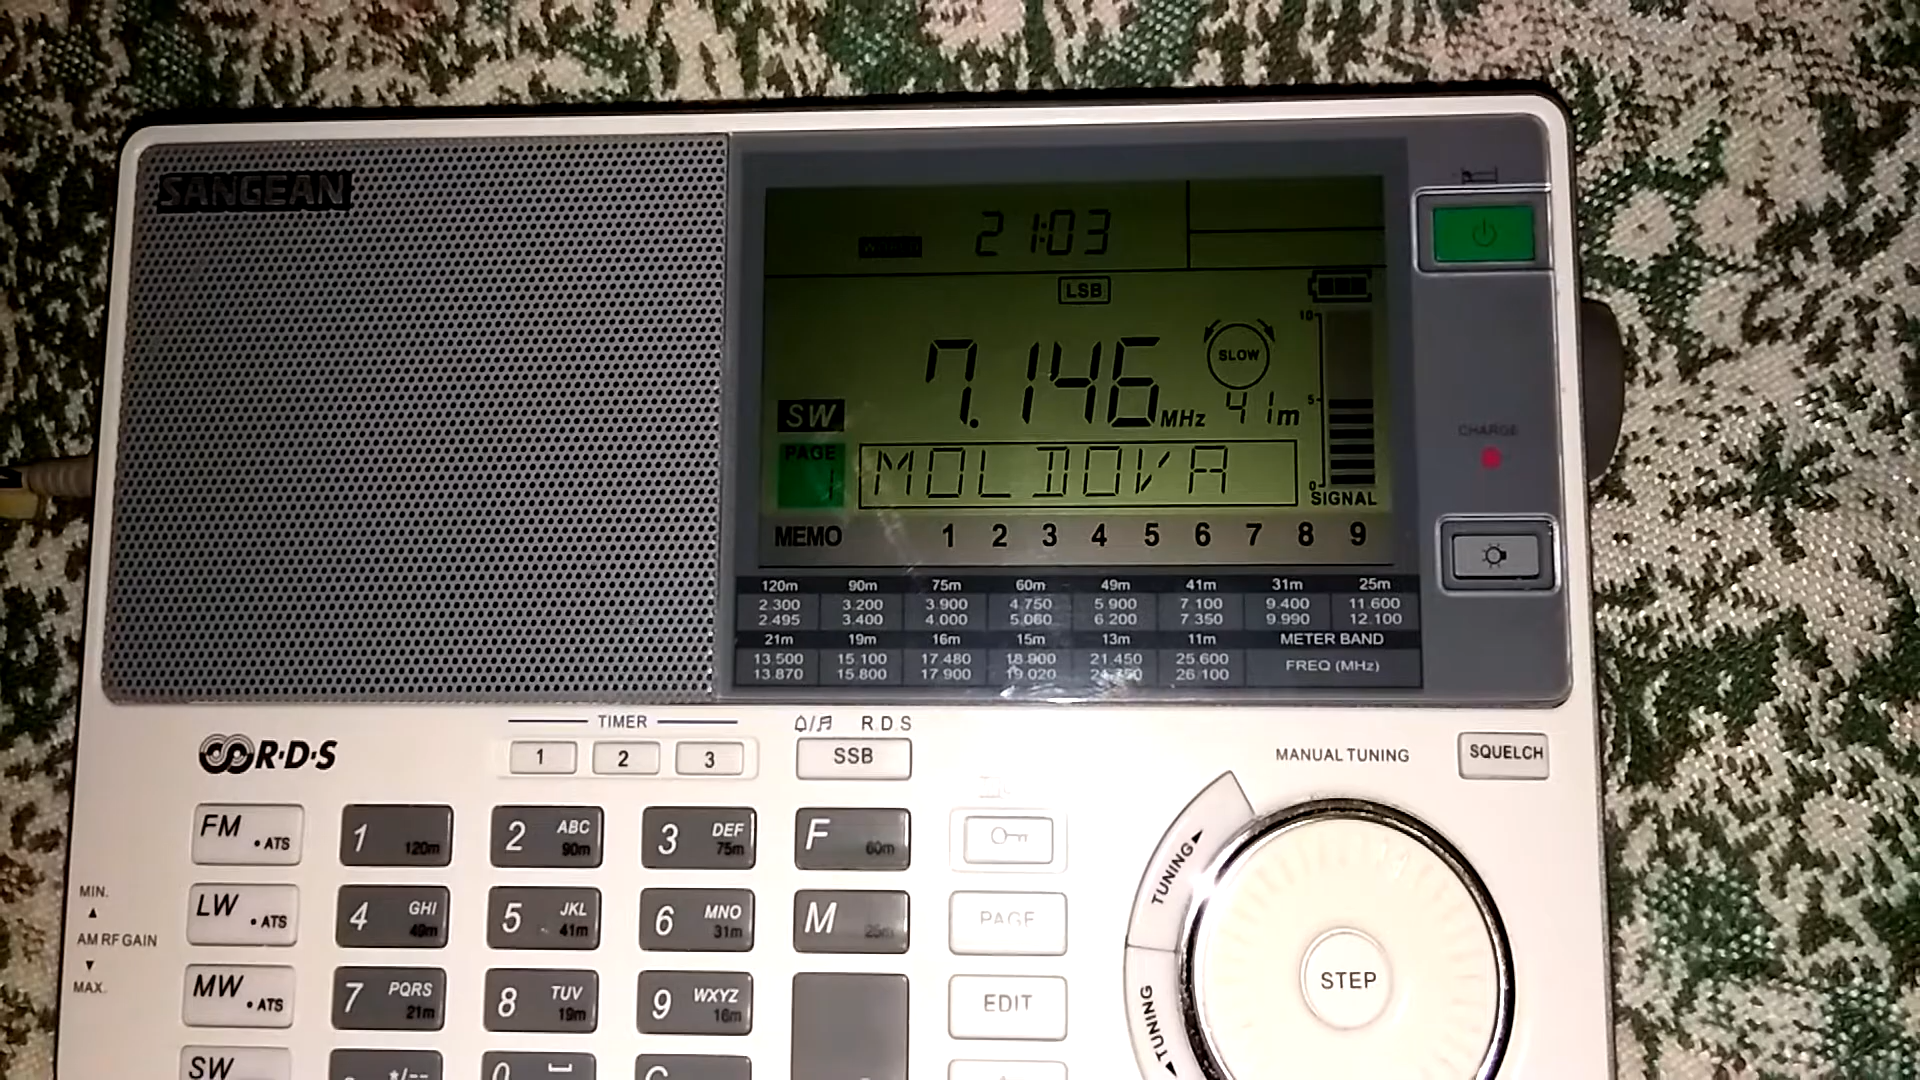 SANGEAN
21:03
LSB
7.146 MHz
SLOW
41m
SW
PAGE
1
MOLDOVA
10
5
0
SIGNAL
MEMO 1 2 3 4 5 6 7 8 9
CHARGE
120m 90m 75m 60m 49m 41m 31m 25m
2.300 3.200 3.900 4.750 5.900 7.100 9.400 11.600
2.495 3.400 4.000 5.060 6.200 7.350 9.990 12.100
21m 19m 16m 15m 13m 11m METER BAND
13.500 15.100 17.480 18.900 21.450 25.600 FREQ (MHz)
13.870 15.800 17.900 19.020 26.100
R·D·S
TIMER
1 2 3
R.D.S
SSB
MANUAL TUNING
SQUELCH
FM • ATS
1 120m
2 ABC 90m
3 DEF 75m
F 60m
LW • ATS
4 GHI 49m
5 JKL 41m
6 MNO 31m
M 25m
PAGE
MIN.
AM RF GAIN
MAX.
MW • ATS
7 PQRS 21m
8 TUV 19m
9 WXYZ 16m
EDIT
TUNING
TUNING
STEP
SW
0